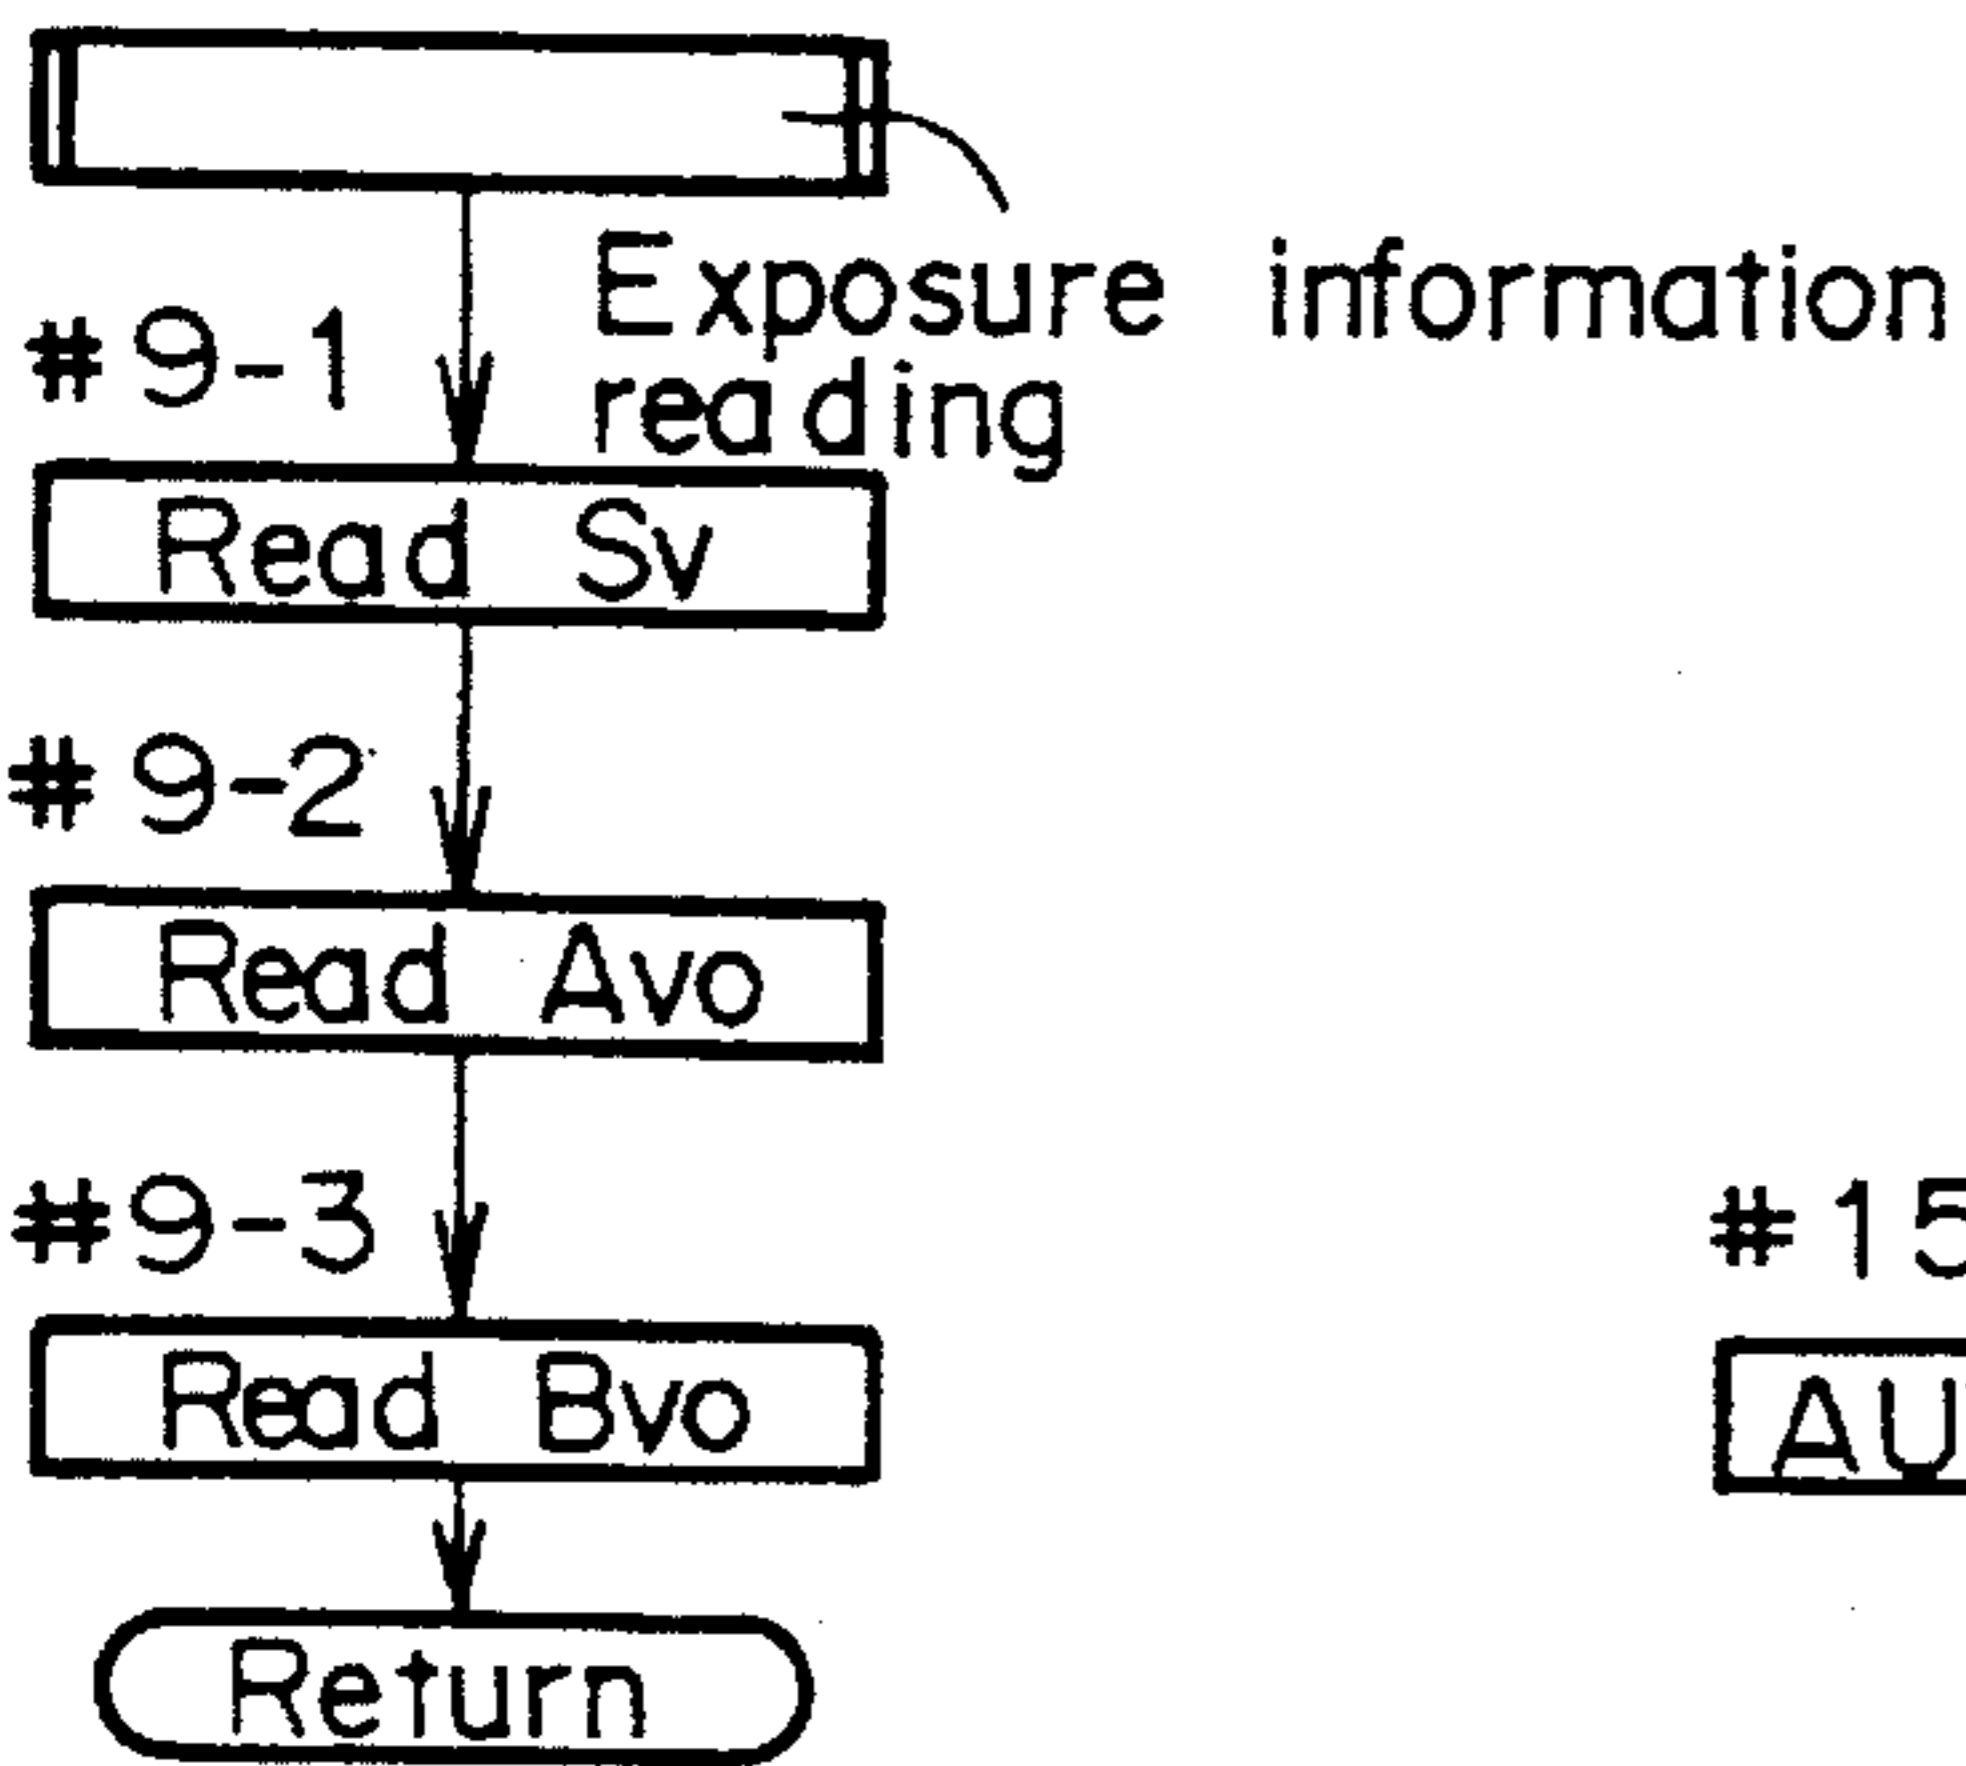 Exposure information
reading
#9-1
Read Sv
#9-2
Read Avo
#9-3
Read Bvo
Return